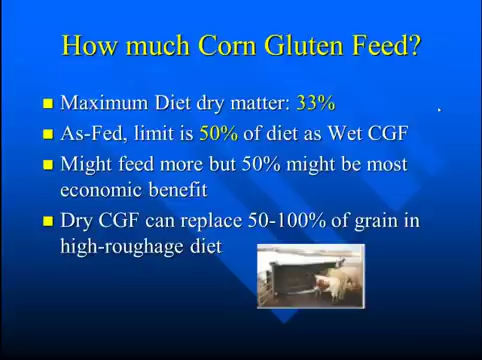 How much Corn Gluten Feed?
Maximum Diet dry matter: 33%
As-Fed, limit is 50% of diet as Wet CGF
Might feed more but 50% might be most
economic benefit
Dry CGF can replace 50-100% of grain in
high-roughage diet